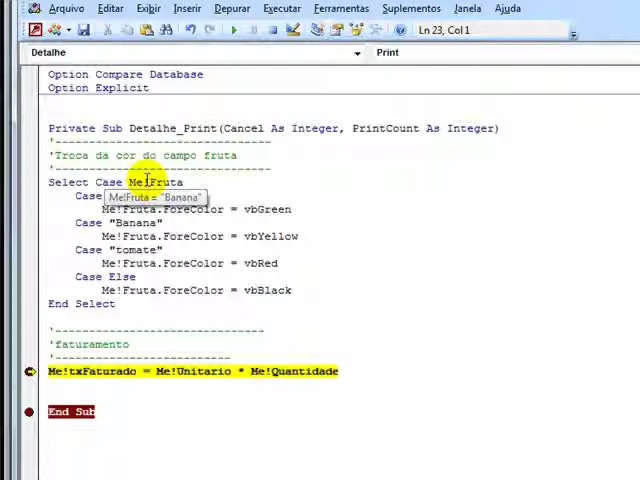 Arquivo Editar Exibir Inserir Depurar Executar Ferramentas Suplementos Janela Ajuda
Ln 23, Col 1
Detalhe Print
Option Compare Database
Option Explicit
Private Sub Detalhe_Print(Cancel As Integer, PrintCount As Integer)
'--------------------------------
'Troca da cor do campo fruta
'--------------------------------
Select Case Me!Fruta
Case
Me!Fruta = "Banana"
Me!Fruta.ForeColor = vbGreen
Case "Banana"
Me!Fruta.ForeColor = vbYellow
Case "tomate"
Me!Fruta.ForeColor = vbRed
Case Else
Me!Fruta.ForeColor = vbBlack
End Select
'-------------------------------
'faturamento
'--------------------------
Me!txFaturado = Me!Unitario * Me!Quantidade
End Sub